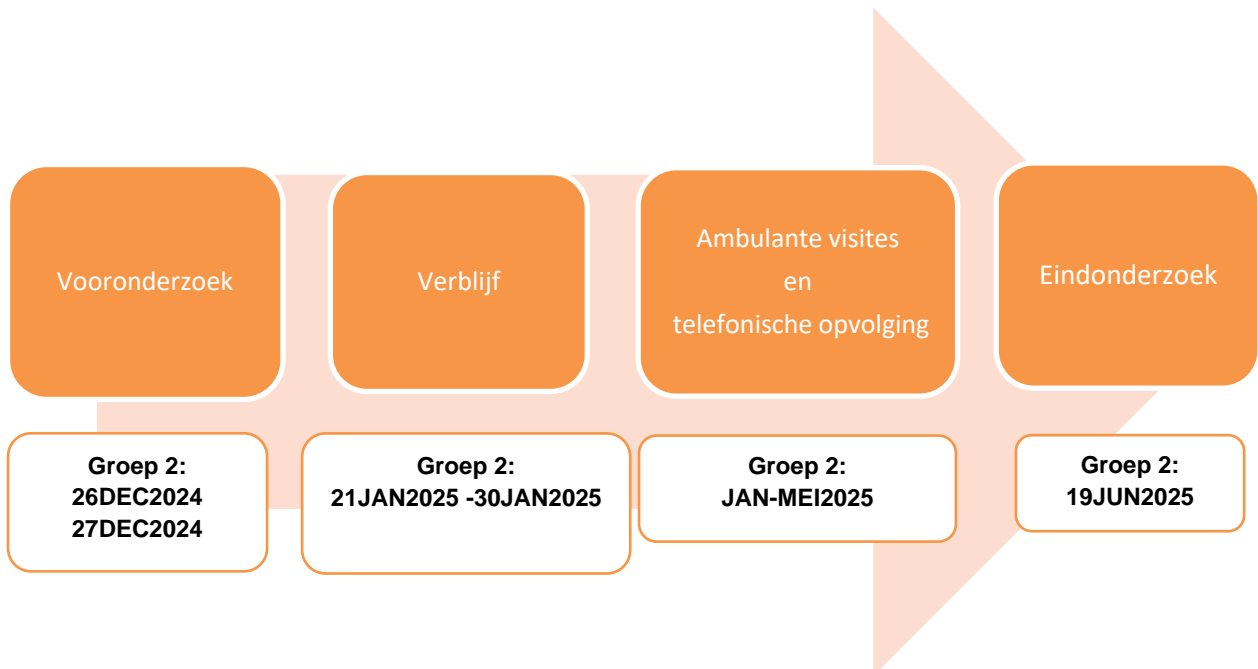 Vooronderzoek
Verblijf
Ambulante visites
en
telefonische opvolging
Eindonderzoek
Groep 2:
26DEC2024
27DEC2024
Groep 2:
21JAN2025 -30JAN2025
Groep 2:
JAN-MEI2025
Groep 2:
19JUN2025